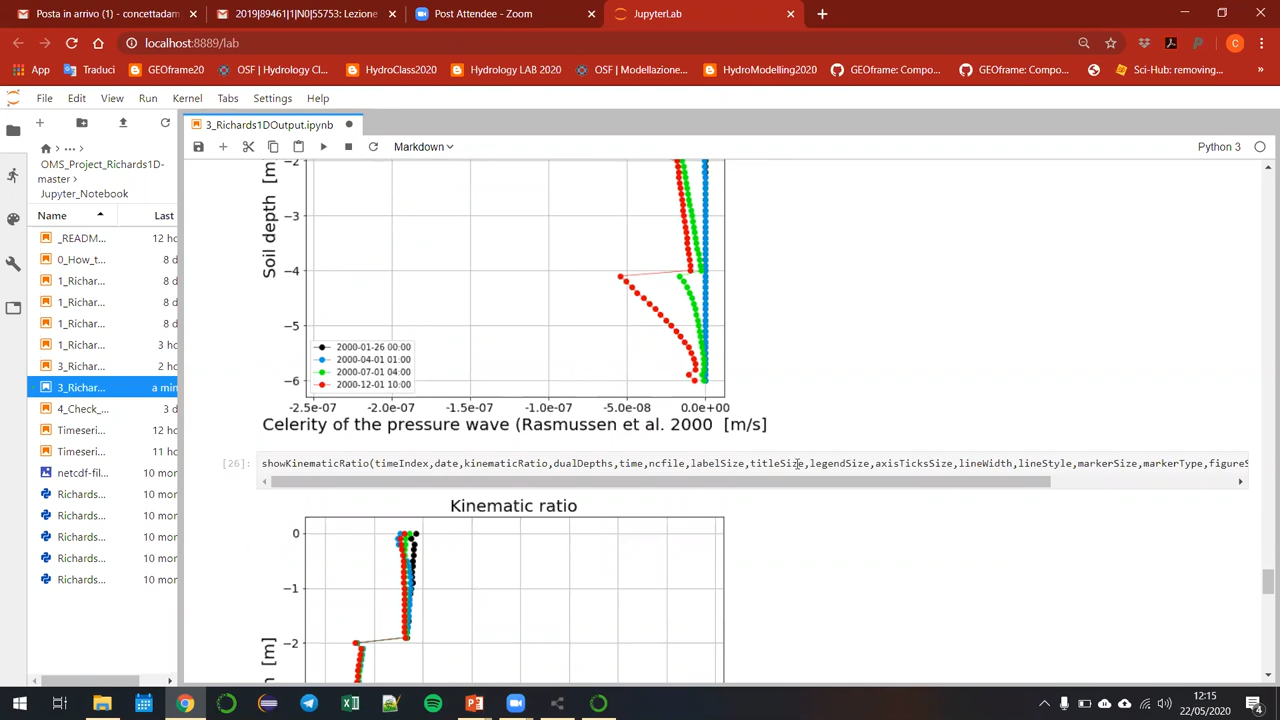 Posta in arrivo (1) - concettadam
2019|89461|1|N0|55753: Lezione
Post Attendee - Zoom
JupyterLab
localhost:8889/lab
App
Traduci
GEOframe20
OSF | Hydrology Cl...
HydroClass2020
Hydrology LAB 2020
OSF | Modellazione...
HydroModelling2020
GEOframe: Compo...
GEOframe: Compo...
Sci-Hub: removing...
File Edit View Run Kernel Tabs Settings Help
3_Richards1DOutput.ipynb
Markdown
Python 3
OMS_Project_Richards1D-
master >
Jupyter_Notebook
Name
Last
_READM... 12 ho
0_How_t... 8 d
1_Richar... 8 d
1_Richar... 8 d
1_Richar... 8 d
1_Richar... 3 ho
3_Richar... 2 ho
3_Richar... a min
4_Check_... 3 d
Timeseri... 12 ho
Timeseri... 11 ho
netcdf-fil... 10 mon
Richards... 10 mon
Richards... 10 mon
Richards... 10 mon
Richards... 10 mon
Richards... 10 mon
Soil depth [m
−2
−3
−4
−5
−6
2000-01-26 00:00
2000-04-01 01:00
2000-07-01 04:00
2000-12-01 10:00
-2.5e-07 -2.0e-07 -1.5e-07 -1.0e-07 -5.0e-08 0.0e+00
Celerity of the pressure wave (Rasmussen et al. 2000 [m/s]
[26]
showKinematicRatio(timeIndex,date,kinematicRatio,dualDepths,time,ncfile,labelSize,titleSize,legendSize,axisTicksSize,lineWidth,lineStyle,markerSize,markerType,figureS
Kinematic ratio
0
−1
−2
[m]
12:15
22/05/2020